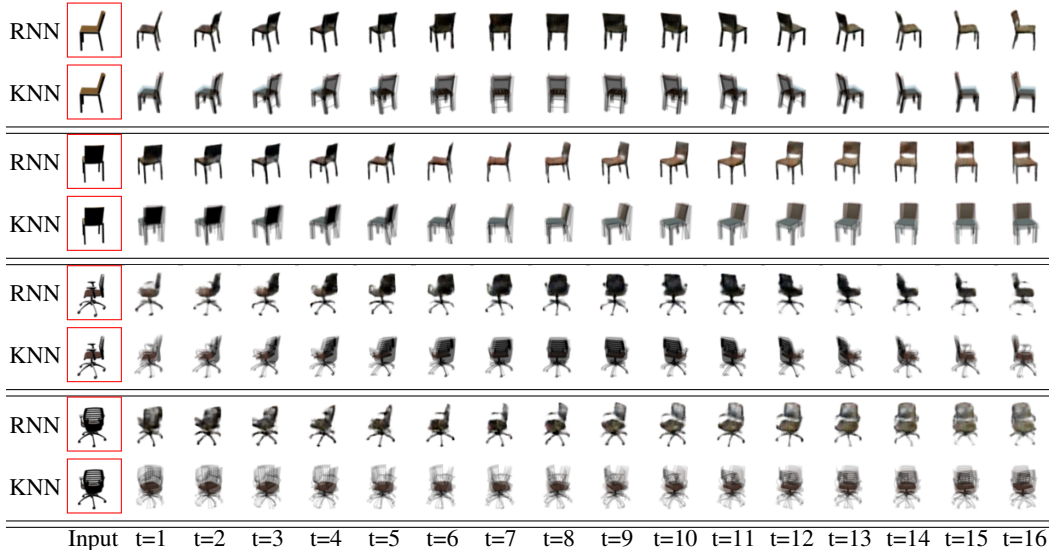 RNN
KNN
RNN
KNN
RNN
KNN
RNN
KNN
Input t=1 t=2 t=3 t=4 t=5 t=6 t=7 t=8 t=9 t=10 t=11 t=12 t=13 t=14 t=15 t=16